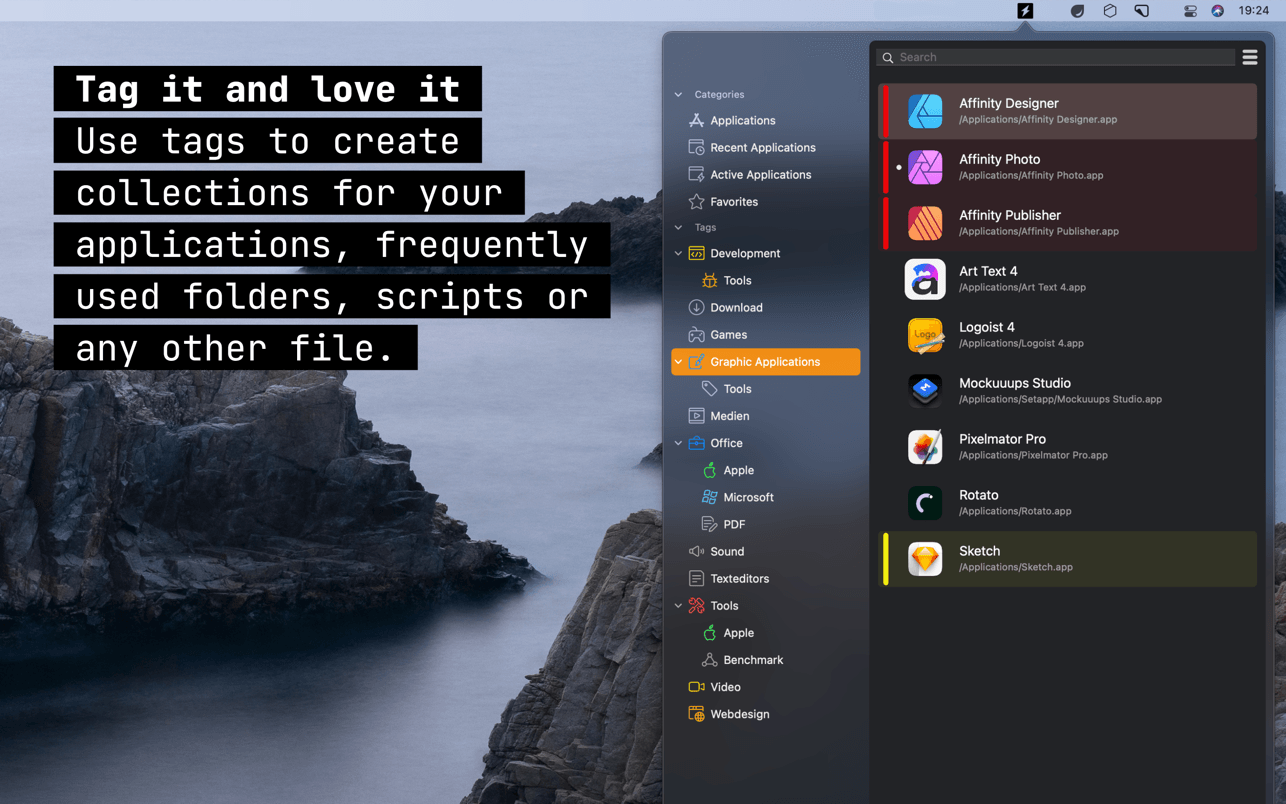 19:24
Tag it and love it
Use tags to create
collections for your
applications, frequently
used folders, scripts or
any other file.
Categories
Applications
Recent Applications
Active Applications
Favorites
Tags
Development
Tools
Download
Games
Graphic Applications
Tools
Medien
Office
Apple
Microsoft
PDF
Sound
Texteditors
Tools
Apple
Benchmark
Video
Webdesign
Search
Affinity Designer
/Applications/Affinity Designer.app
Affinity Photo
/Applications/Affinity Photo.app
Affinity Publisher
/Applications/Affinity Publisher.app
Art Text 4
/Applications/Art Text 4.app
Logo
Logoist 4
/Applications/Logoist 4.app
Mockuuups Studio
/Applications/Setapp/Mockuuups Studio.app
Pixelmator Pro
/Applications/Pixelmator Pro.app
Rotato
/Applications/Rotato.app
Sketch
/Applications/Sketch.app